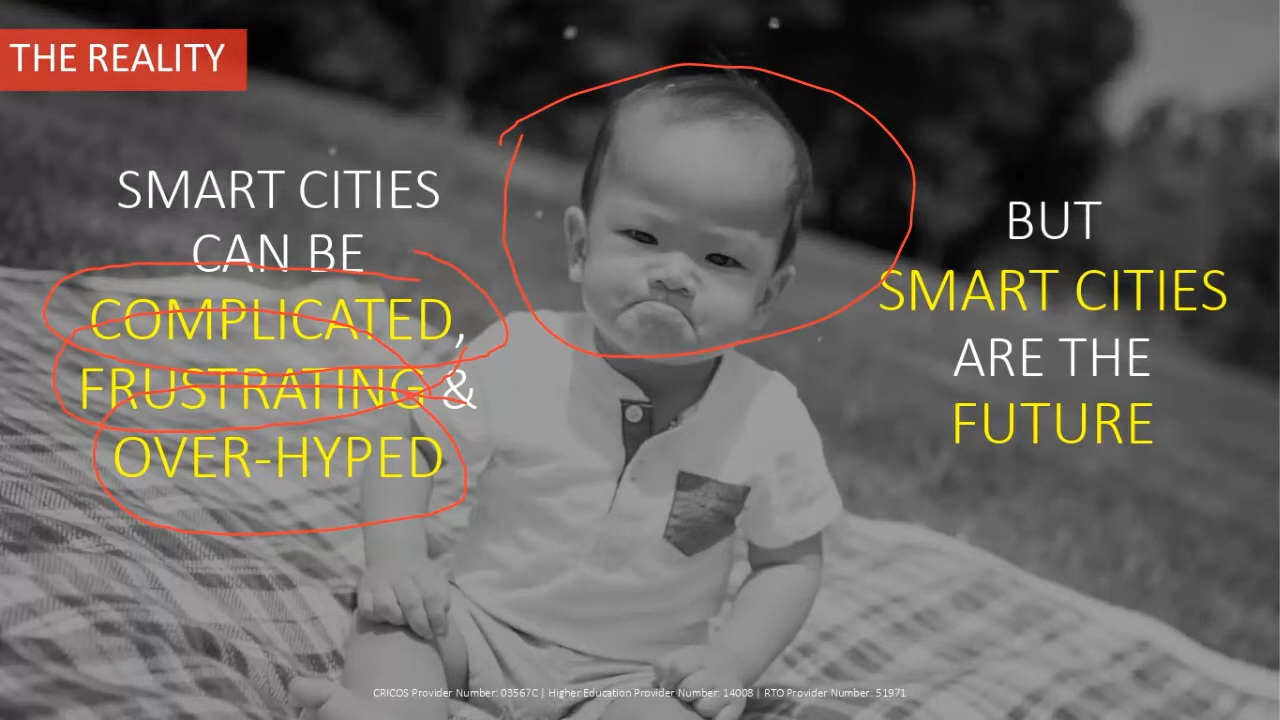 THE REALITY
SMART CITIES
CAN BE
COMPLICATED,
FRUSTRATING &
OVER-HYPED
BUT
SMART CITIES
ARE THE
FUTURE
CRICOS Provider Number: 03567C | Higher Education Provider Number: 14008 | RTO Provider Number: 51971